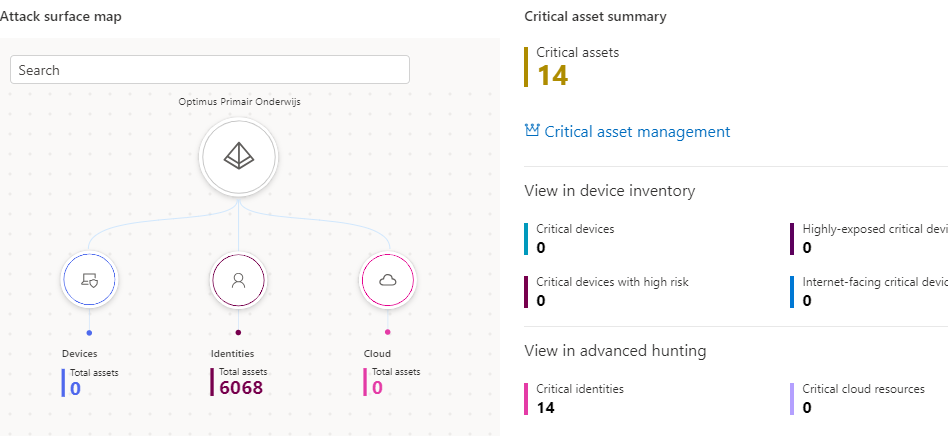 Attack surface map
Search
Optimus Primair Onderwijs
Devices
Total assets
0
Identities
Total assets
6068
Cloud
Total assets
0
Critical asset summary
Critical assets
14
Critical asset management
View in device inventory
Critical devices
0
Highly-exposed critical devi
0
Critical devices with high risk
0
Internet-facing critical devic
0
View in advanced hunting
Critical identities
14
Critical cloud resources
0